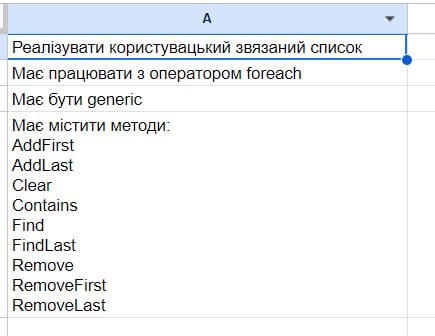 A
Реалізувати користувацький звязаний список
Має працювати з оператором foreach
Має бути generic
Має містити методи:
AddFirst
AddLast
Clear
Contains
Find
FindLast
Remove
RemoveFirst
RemoveLast